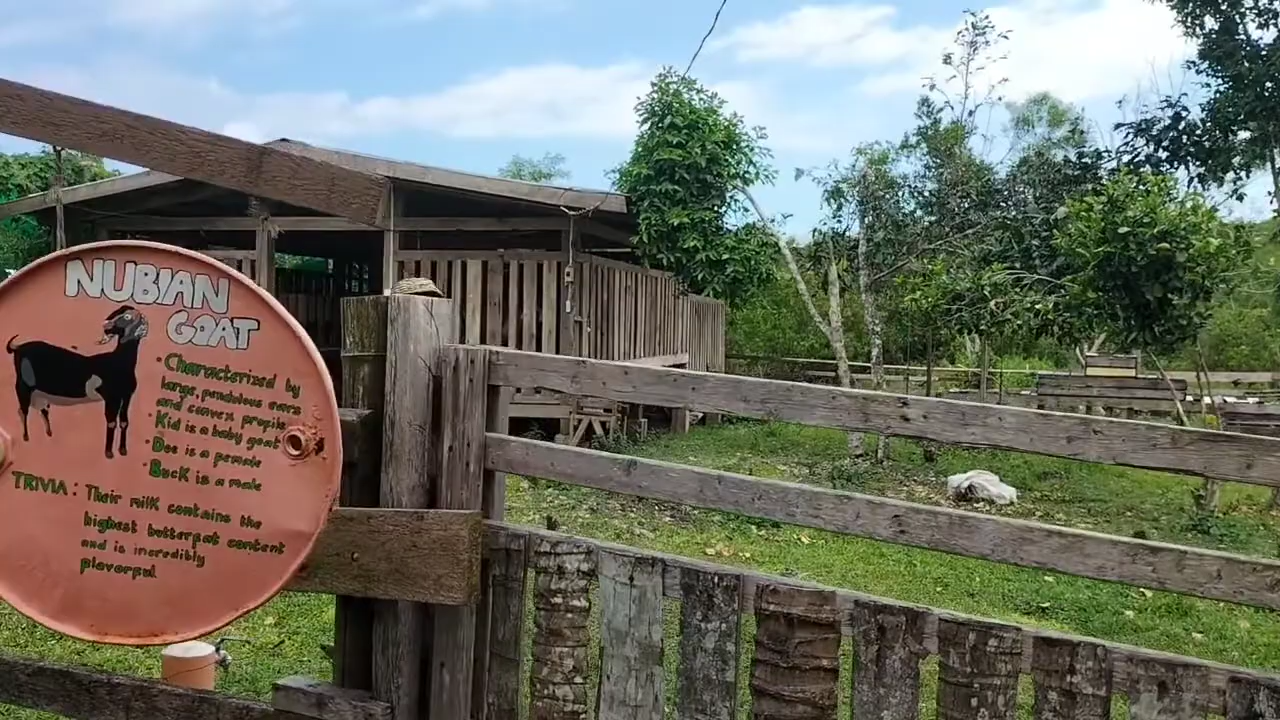 NUBIAN
GOAT
• Characterized by
large, pendulous ears
and convex profile
• Kid is a baby goat
• Doe is a female
• Buck is a male
TRIVIA : Their milk contains the
highest butterfat content
and is incredibly
flavorful